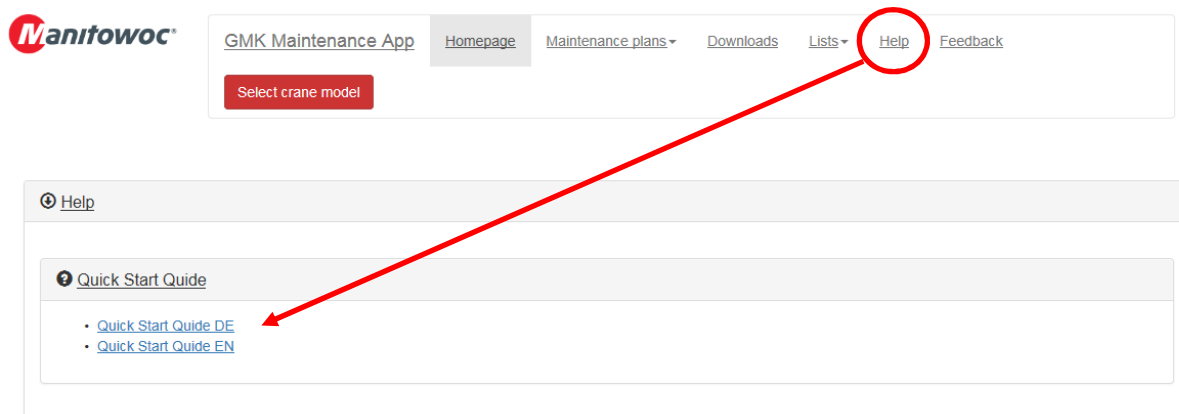 Manitowoc®
GMK Maintenance App Homepage Maintenance plans Downloads Lists Help Feedback
Select crane model
Help
Quick Start Quide
• Quick Start Quide DE
• Quick Start Quide EN